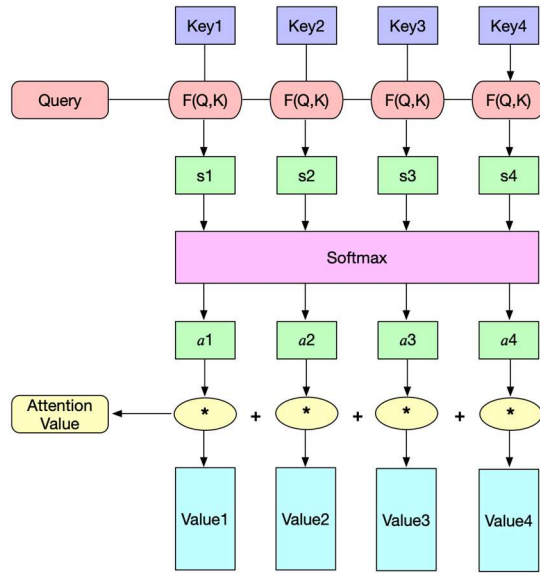 Key1 Key2 Key3 Key4
Query F(Q,K) F(Q,K) F(Q,K) F(Q,K)
s1 s2 s3 s4
Softmax
a1 a2 a3 a4
Attention
Value
* + * + * + *
Value1 Value2 Value3 Value4